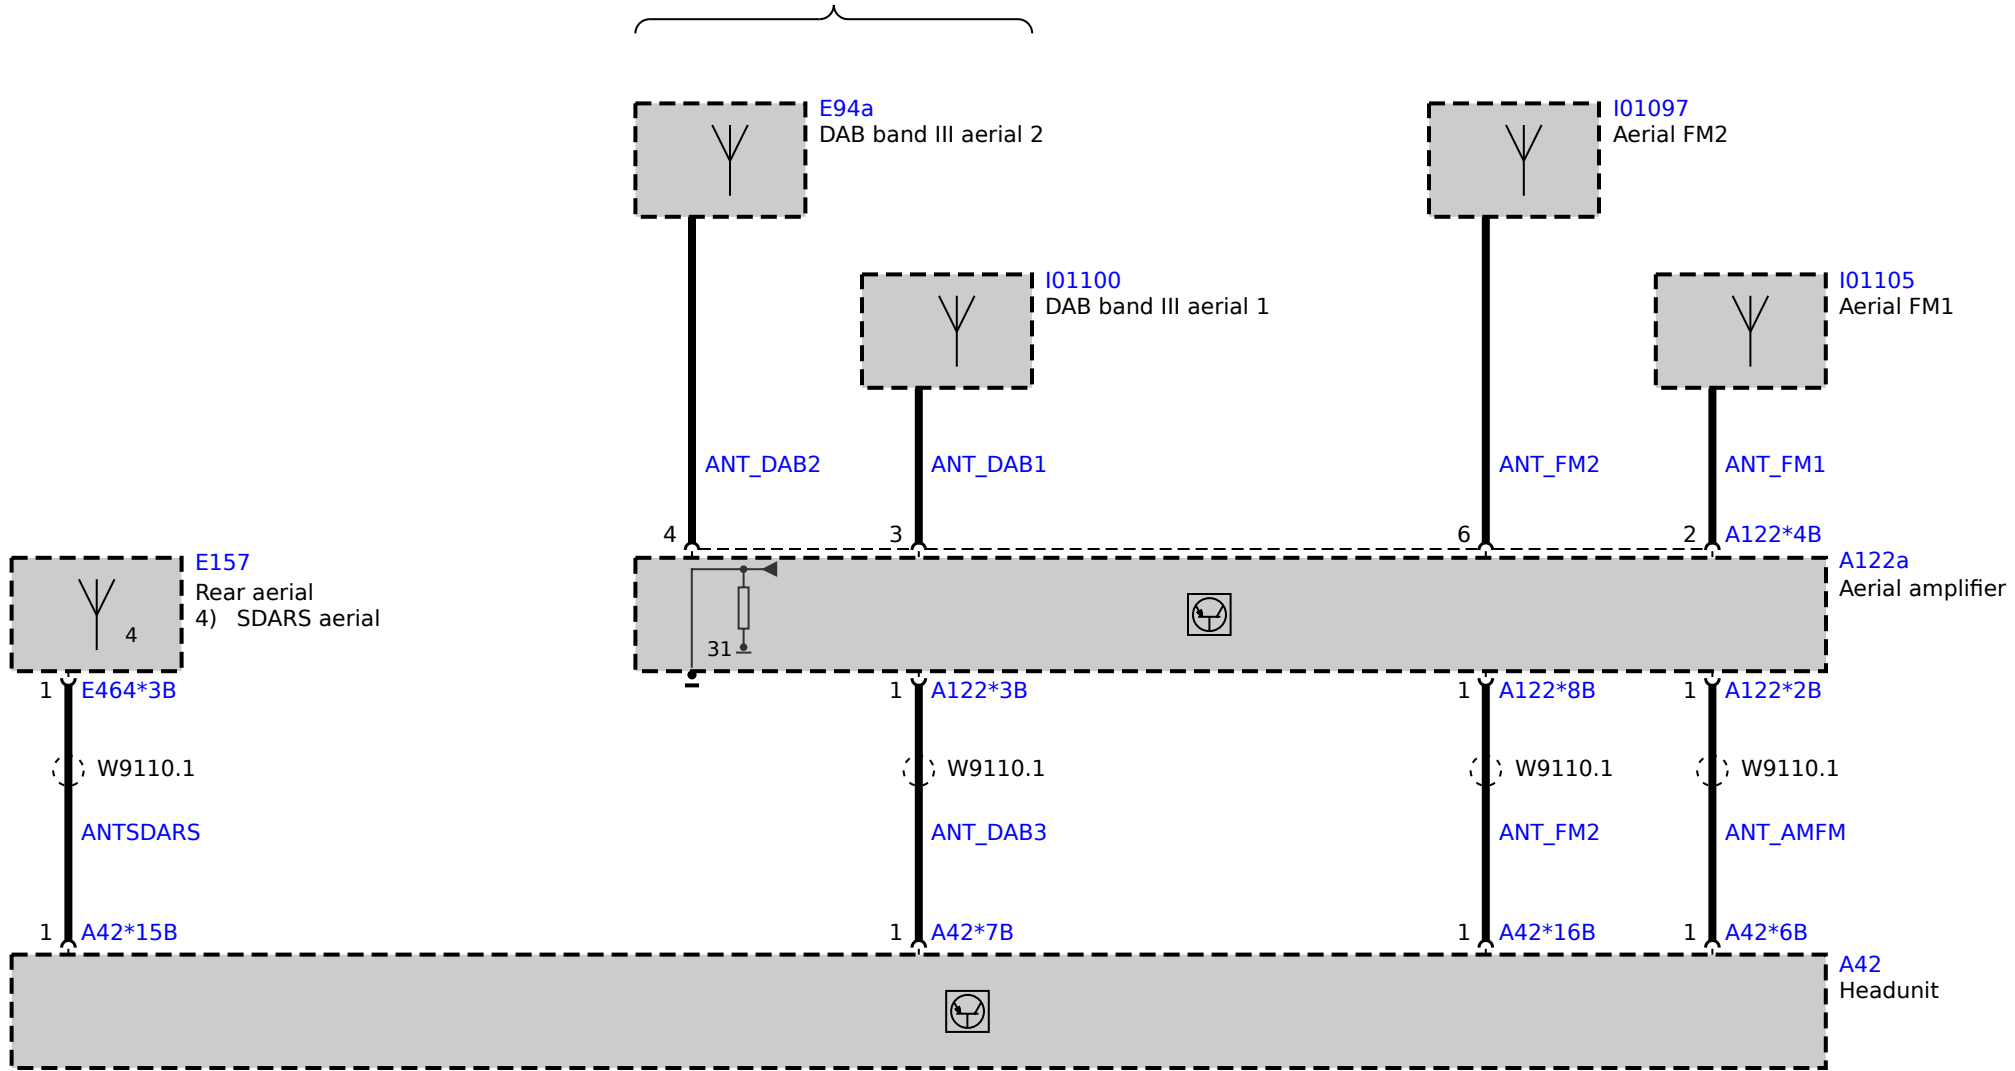 E94a
DAB band III aerial 2
I01097
Aerial FM2
I01100
DAB band III aerial 1
I01105
Aerial FM1
ANT_DAB2
ANT_DAB1
ANT_FM2
ANT_FM1
4
3
6
2
A122*4B
E157
Rear aerial
4) SDARS aerial
4
A122a
Aerial amplifier
31
1
E464*3B
1
A122*3B
1
A122*8B
1
A122*2B
W9110.1
W9110.1
W9110.1
W9110.1
ANTSDARS
ANT_DAB3
ANT_FM2
ANT_AMFM
1
A42*15B
1
A42*7B
1
A42*16B
1
A42*6B
A42
Headunit